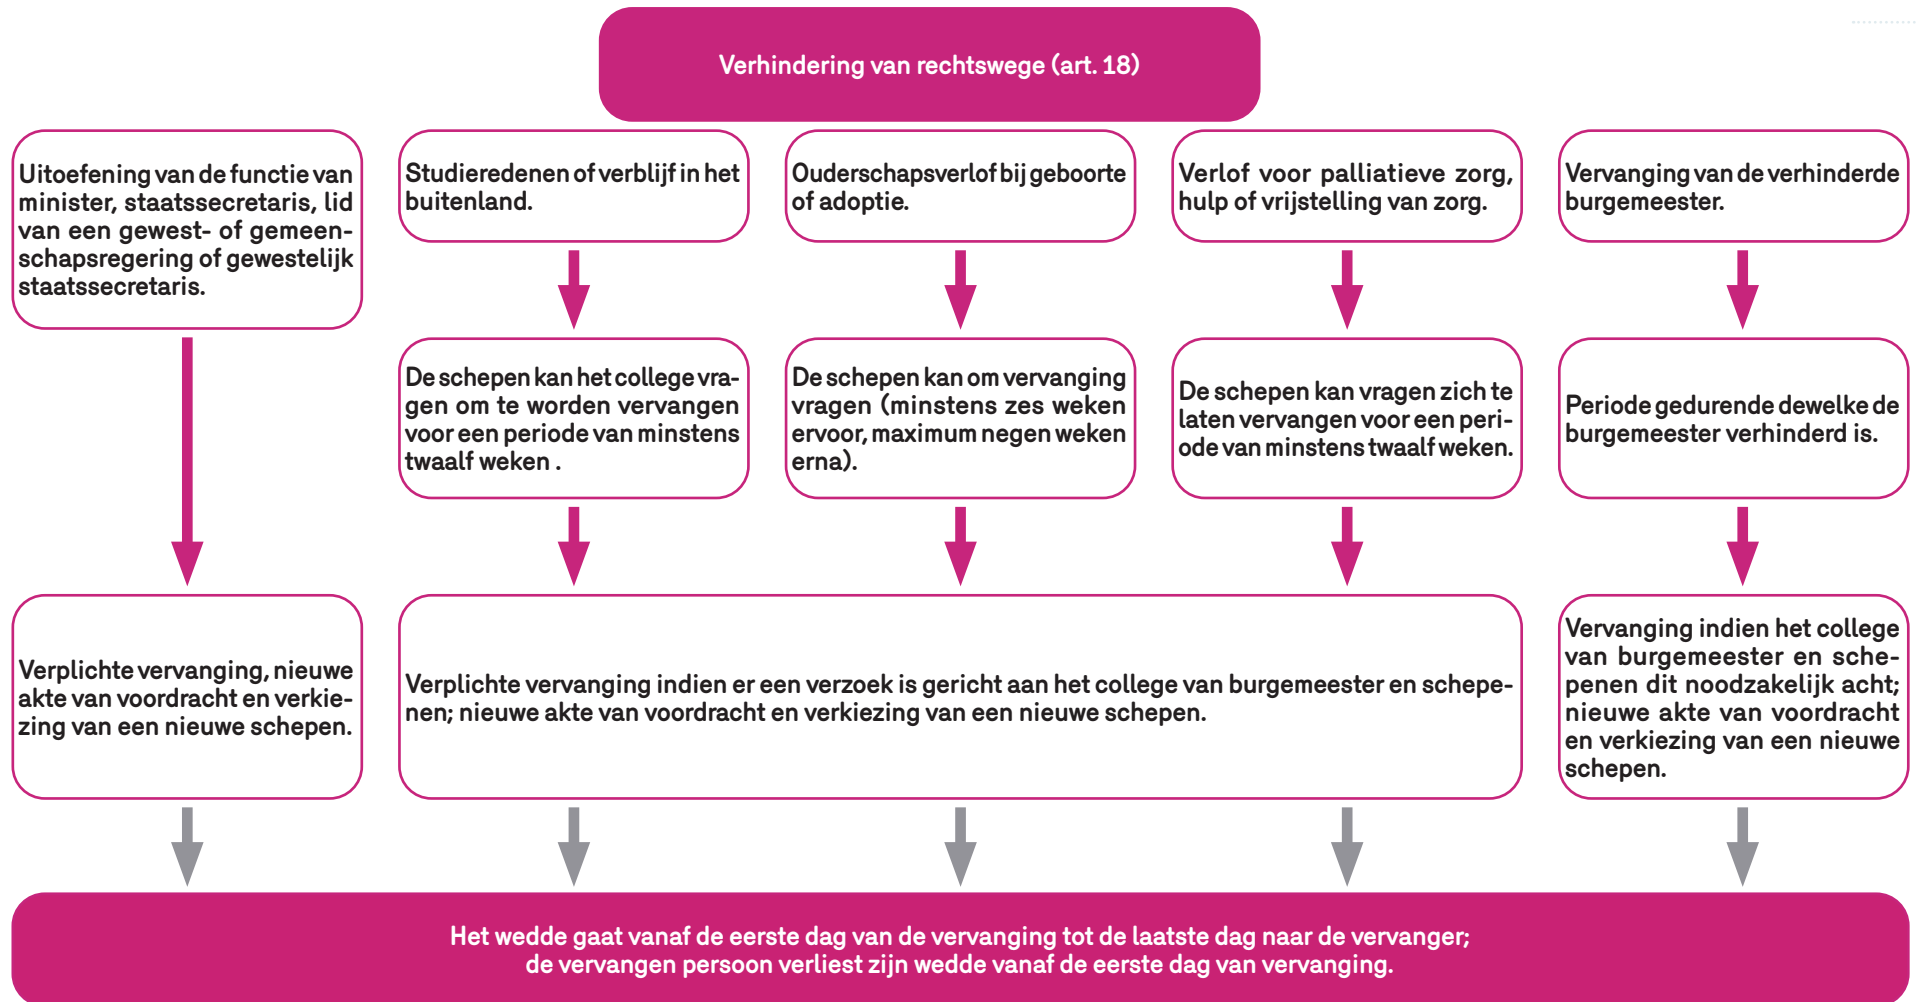 Verhindering van rechtswege (art. 18)
Uitoefening van de functie van
minister, staatssecretaris, lid
van een gewest- of gemeen-
schapsregering of gewestelijk
staatssecretaris.
Studieredenen of verblijf in het
buitenland.
Ouderschapsverlof bij geboorte
of adoptie.
Verlof voor palliatieve zorg,
hulp of vrijstelling van zorg.
Vervanging van de verhinderde
burgemeester.
De schepen kan het college vra-
gen om te worden vervangen
voor een periode van minstens
twaalf weken .
De schepen kan om vervanging
vragen (minstens zes weken
ervoor, maximum negen weken
erna).
De schepen kan vragen zich te
laten vervangen voor een peri-
ode van minstens twaalf weken.
Periode gedurende dewelke de
burgemeester verhinderd is.
Verplichte vervanging, nieuwe
akte van voordracht en verkie-
zing van een nieuwe schepen.
Verplichte vervanging indien er een verzoek is gericht aan het college van burgemeester en schepe-
nen; nieuwe akte van voordracht en verkiezing van een nieuwe schepen.
Vervanging indien het college
van burgemeester en sche-
penen dit noodzakelijk acht;
nieuwe akte van voordracht
en verkiezing van een nieuwe
schepen.
Het wedde gaat vanaf de eerste dag van de vervanging tot de laatste dag naar de vervanger;
de vervangen persoon verliest zijn wedde vanaf de eerste dag van vervanging.